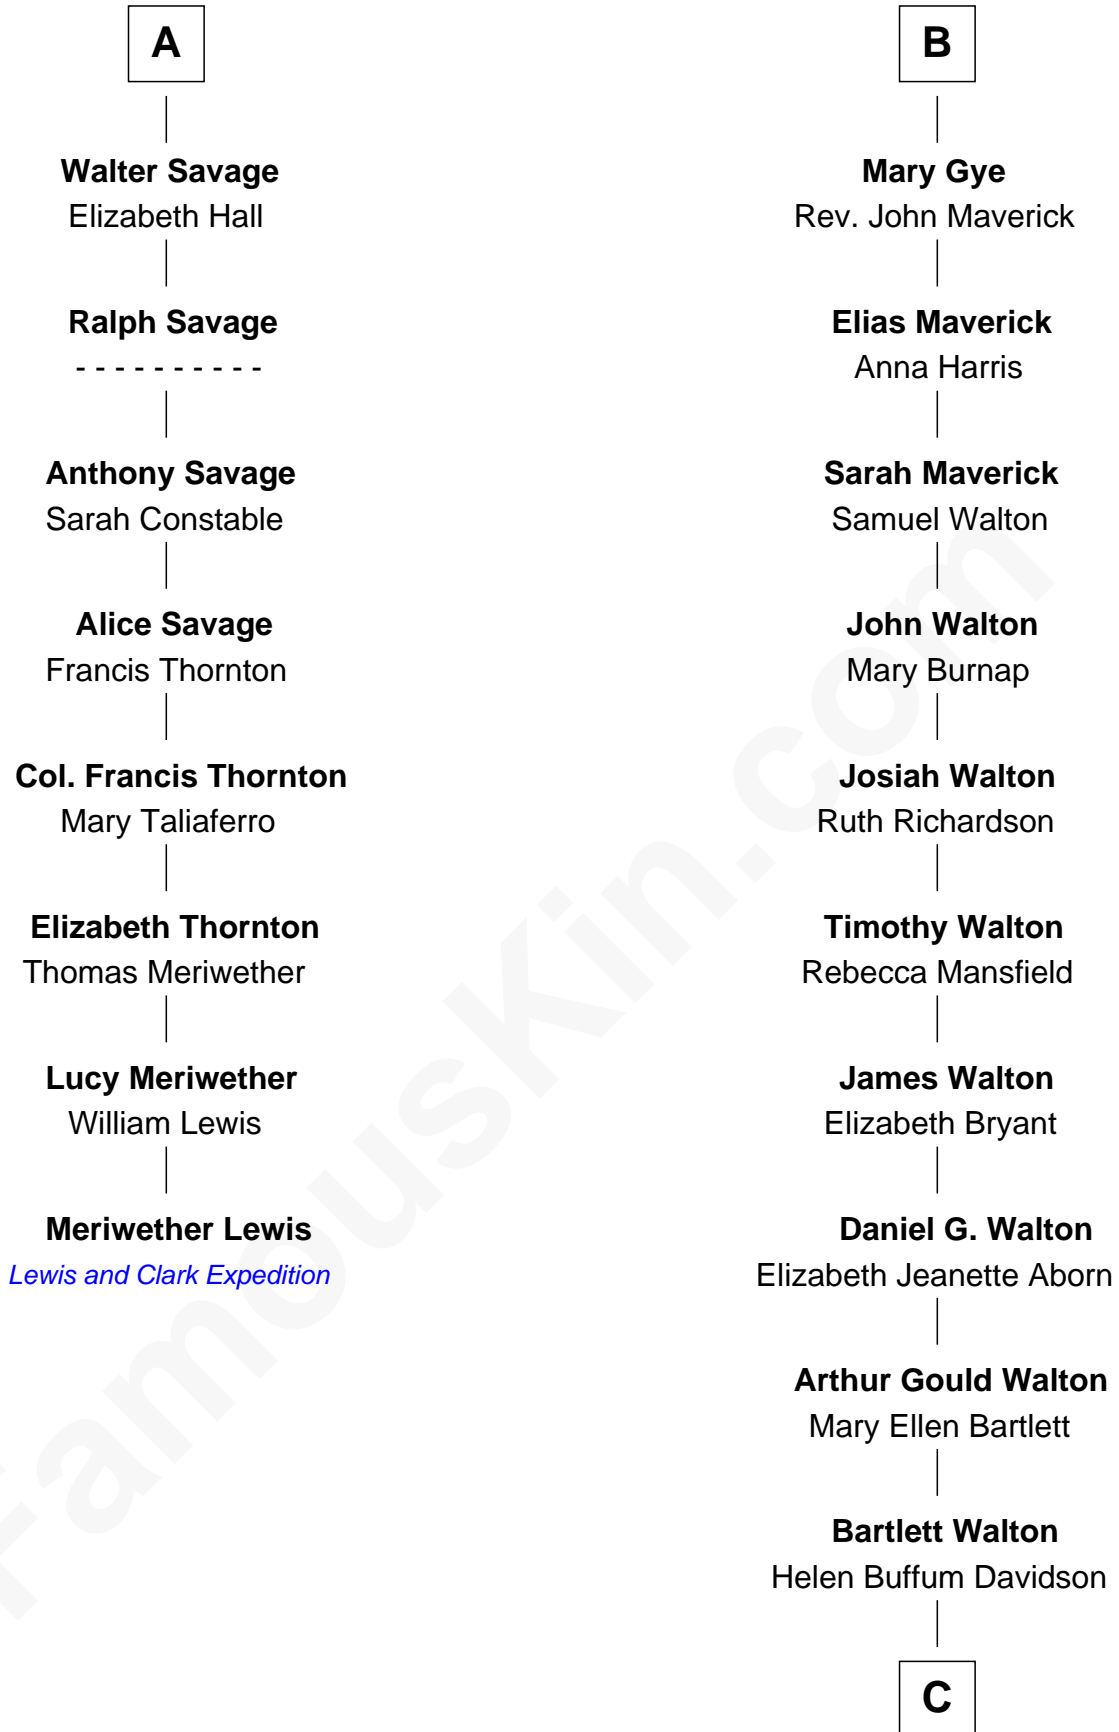 A
Walter Savage
Elizabeth Hall
Ralph Savage
- - - - - - - - - -
Anthony Savage
Sarah Constable
Alice Savage
Francis Thornton
Col. Francis Thornton
Mary Taliaferro
Elizabeth Thornton
Thomas Meriwether
Lucy Meriwether
William Lewis
Meriwether Lewis
Lewis and Clark Expedition
B
Mary Gye
Rev. John Maverick
Elias Maverick
Anna Harris
Sarah Maverick
Samuel Walton
John Walton
Mary Burnap
Josiah Walton
Ruth Richardson
Timothy Walton
Rebecca Mansfield
James Walton
Elizabeth Bryant
Daniel G. Walton
Elizabeth Jeanette Aborn
Arthur Gould Walton
Mary Ellen Bartlett
Bartlett Walton
Helen Buffum Davidson
C
FamousKin.com